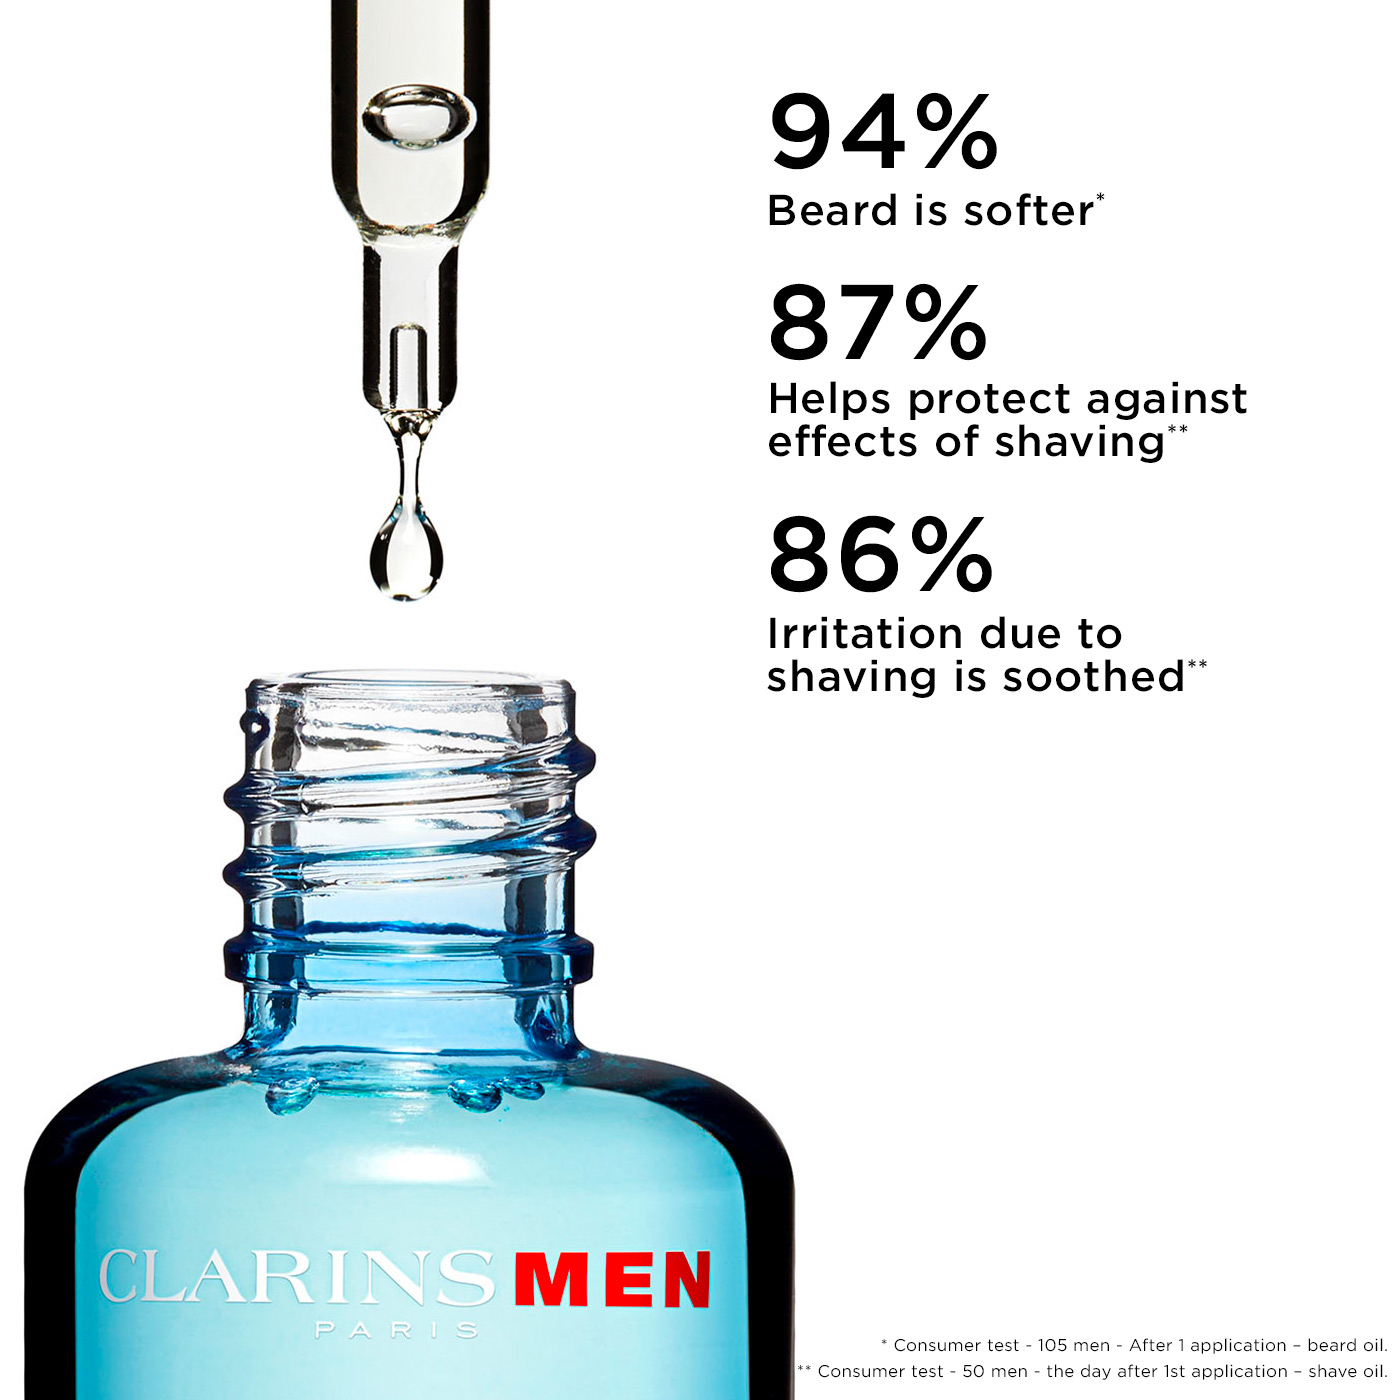 94%
Beard is softer*
87%
Helps protect against
effects of shaving**
86%
Irritation due to
shaving is soothed**
CLARINS MEN
PARIS
* Consumer test - 105 men - After 1 application – beard oil.
** Consumer test - 50 men - the day after 1st application – shave oil.